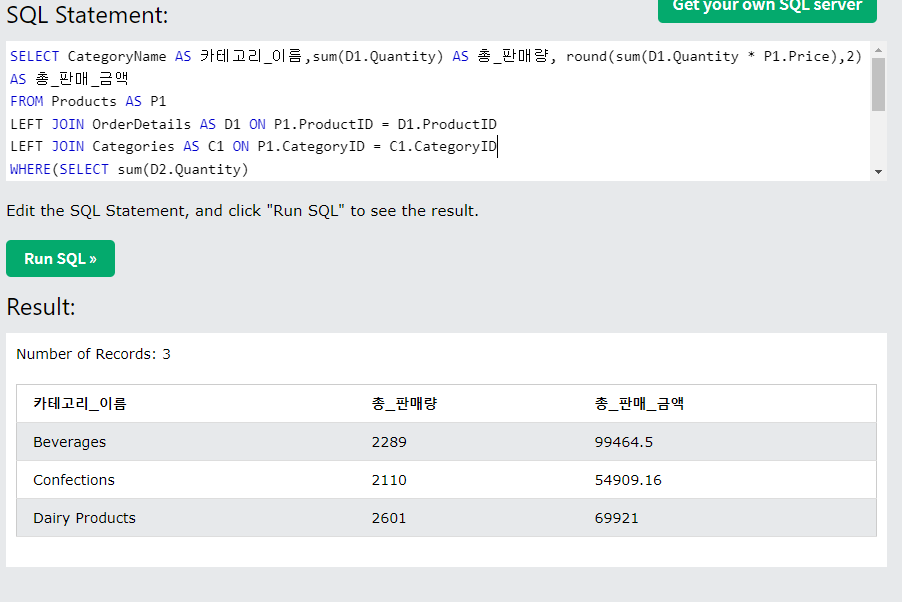 SQL Statement:
Get your own SQL server
SELECT CategoryName AS 카테고리_이름,sum(D1.Quantity) AS 총_판매량, round(sum(D1.Quantity * P1.Price),2)
AS 총_판매_금액
FROM Products AS P1
LEFT JOIN OrderDetails AS D1 ON P1.ProductID = D1.ProductID
LEFT JOIN Categories AS C1 ON P1.CategoryID = C1.CategoryID
WHERE(SELECT sum(D2.Quantity)
Edit the SQL Statement, and click "Run SQL" to see the result.
Run SQL »
Result:
Number of Records: 3
카테고리_이름 총_판매량 총_판매_금액
Beverages 2289 99464.5
Confections 2110 54909.16
Dairy Products 2601 69921